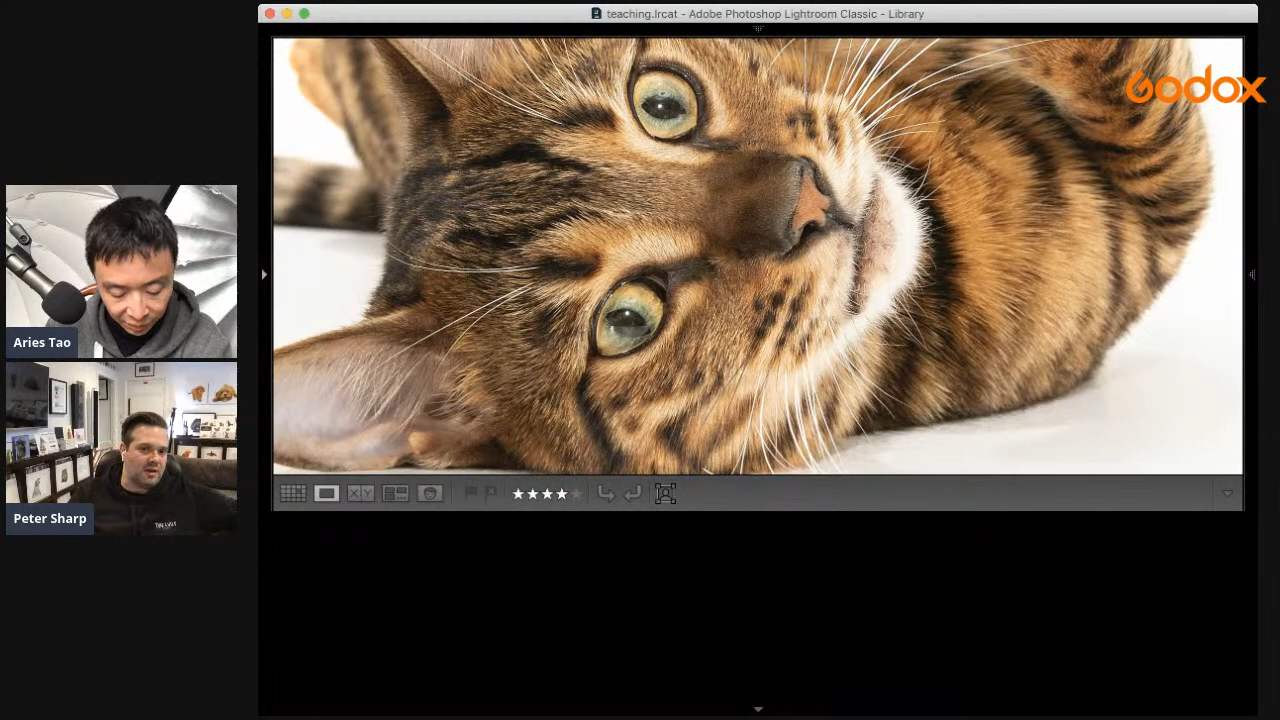 teaching.lrcat - Adobe Photoshop Lightroom Classic - Library
Godox
Aries Tao
Peter Sharp
X Y